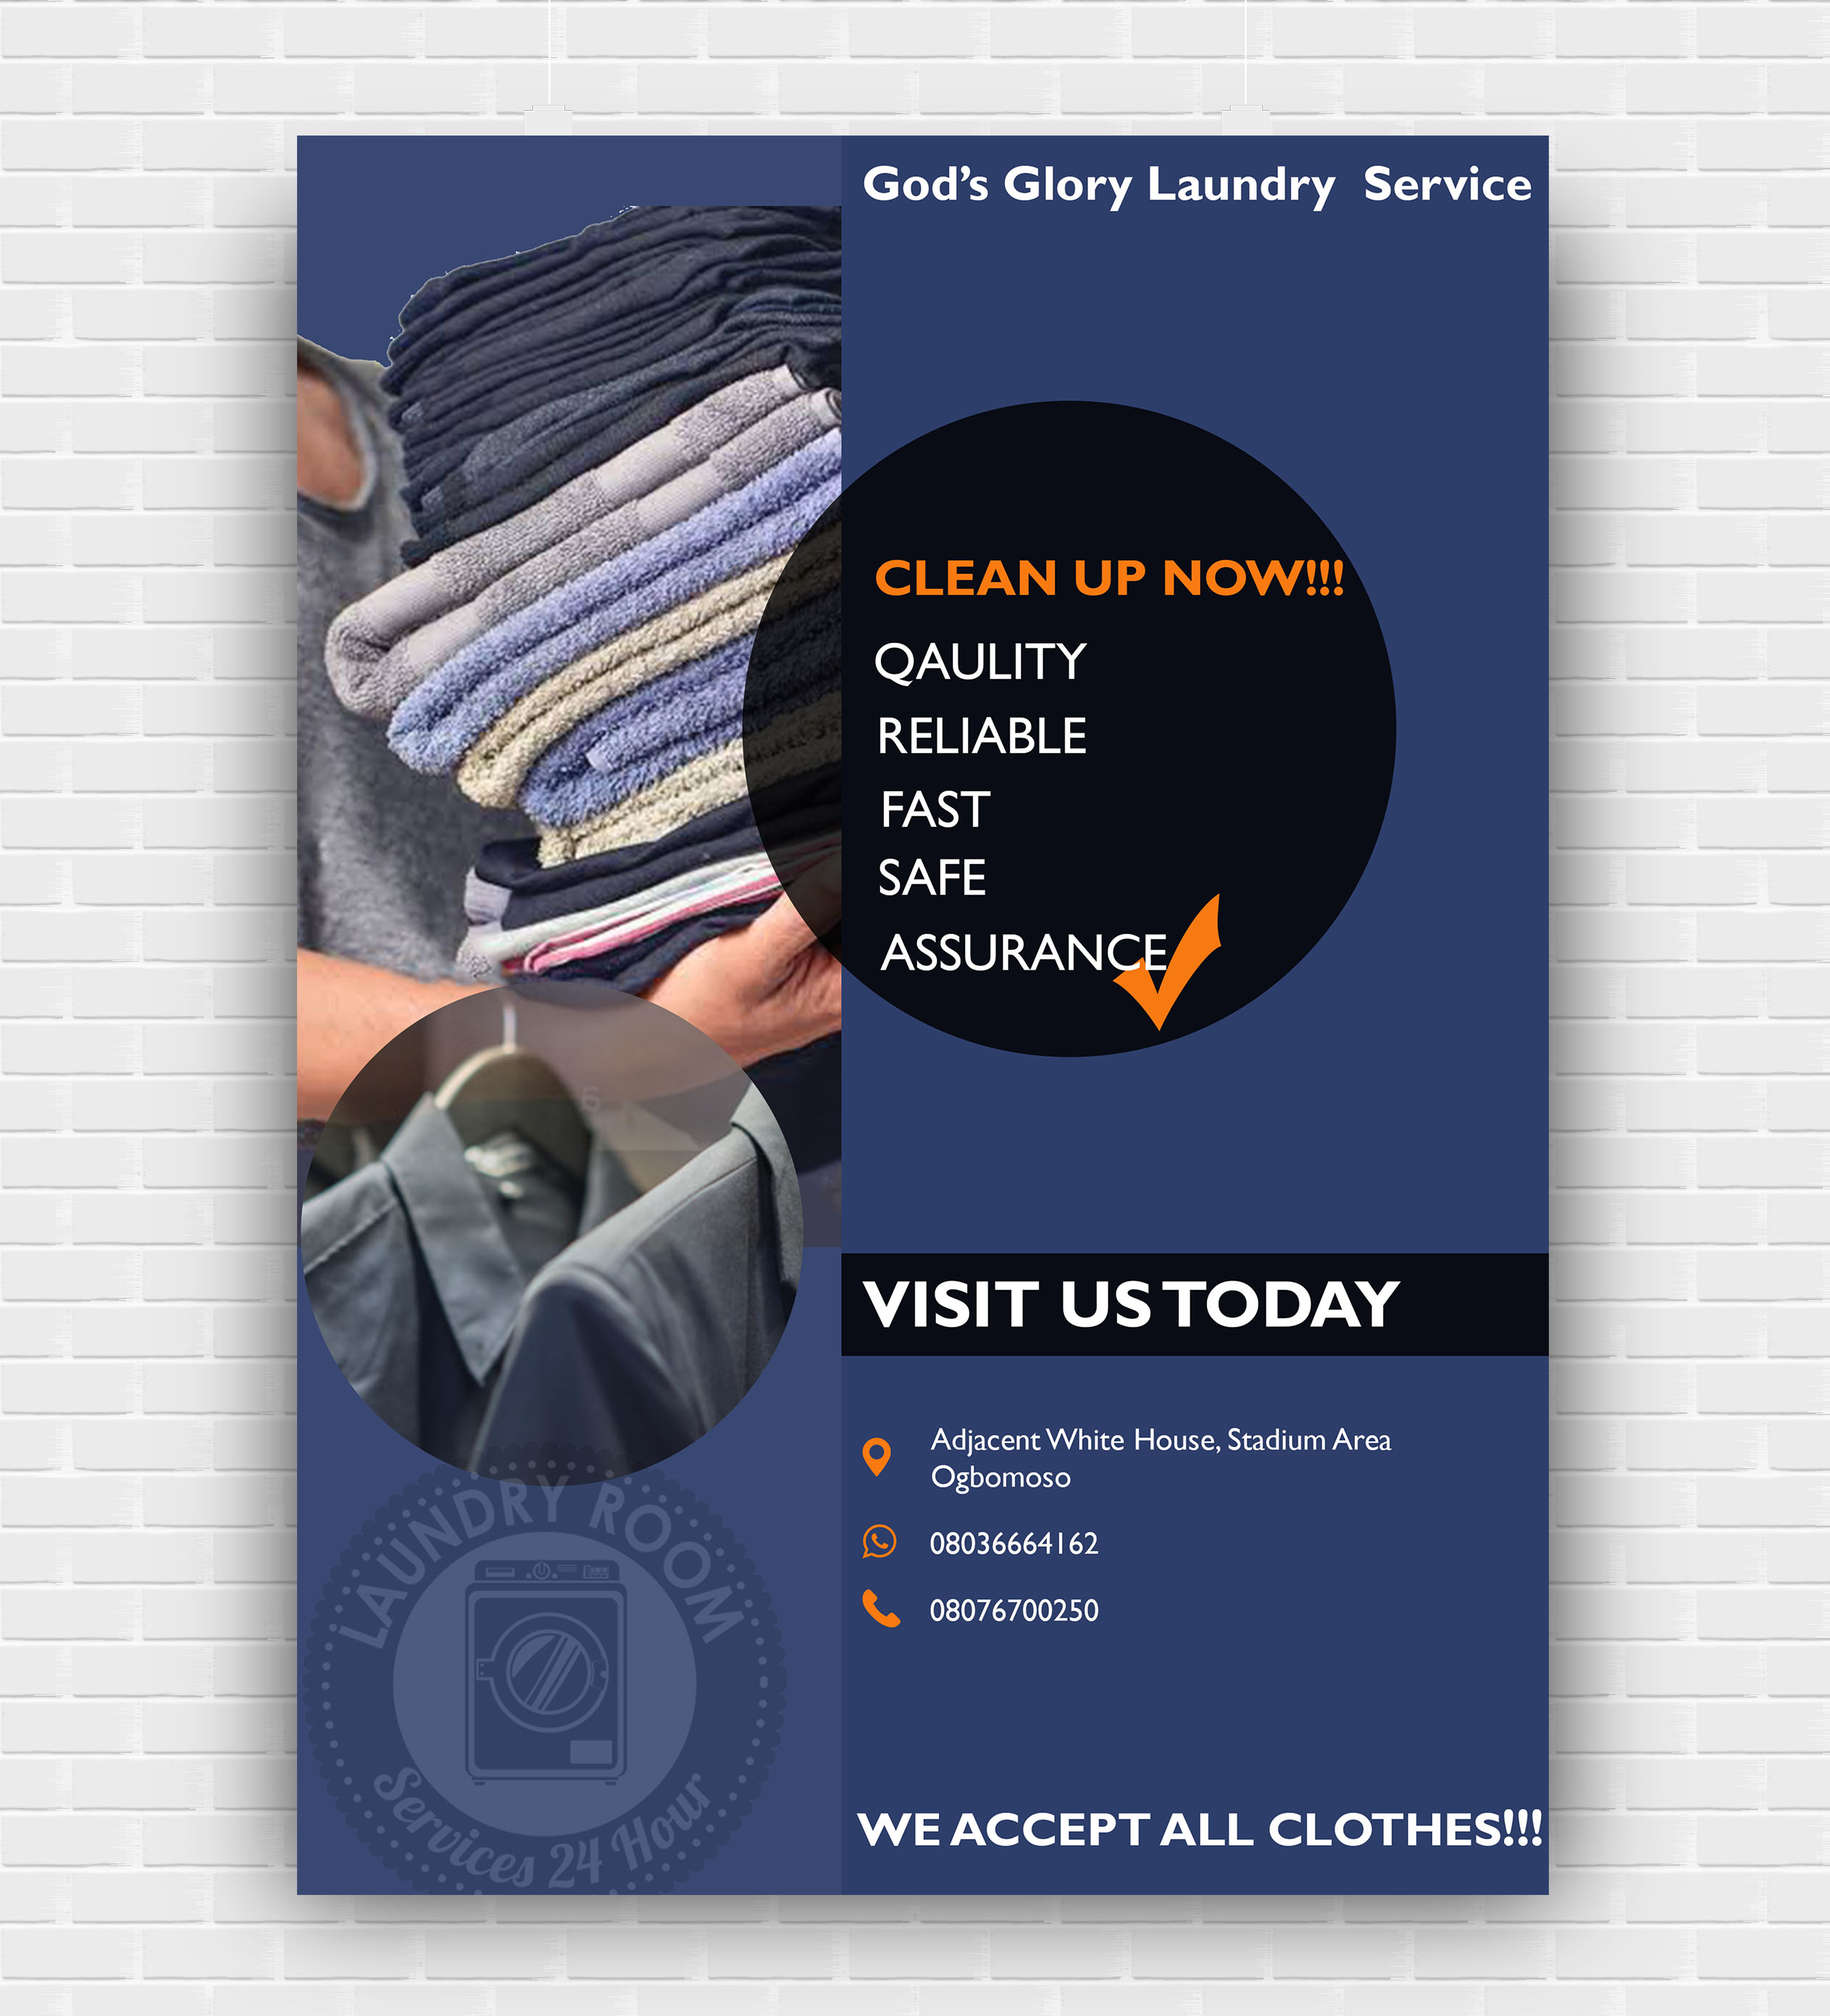 God's Glory Laundry  Service
CLEAN UP NOW!!!
QAULITY
RELIABLE
FAST
SAFE
ASSURANCE
VISIT US TODAY
Adjacent White House, Stadium Area
Ogbomoso
08036664162
08076700250
LAUNDRY ROOM
Services 24 Hour
WE ACCEPT ALL CLOTHES!!!